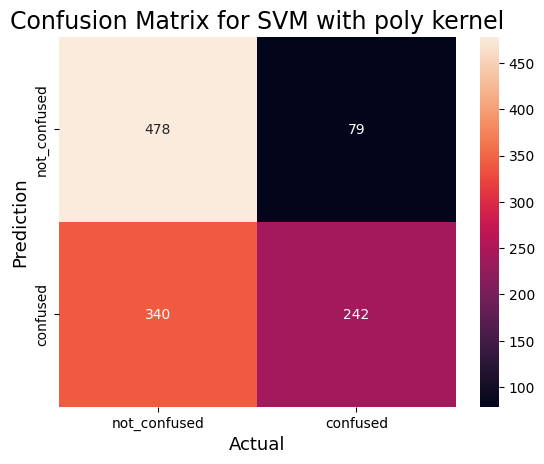 Confusion Matrix for SVM with poly kernel
Prediction
not_confused
confused
478
79
340
242
not_confused
confused
Actual
450
400
350
300
250
200
150
100